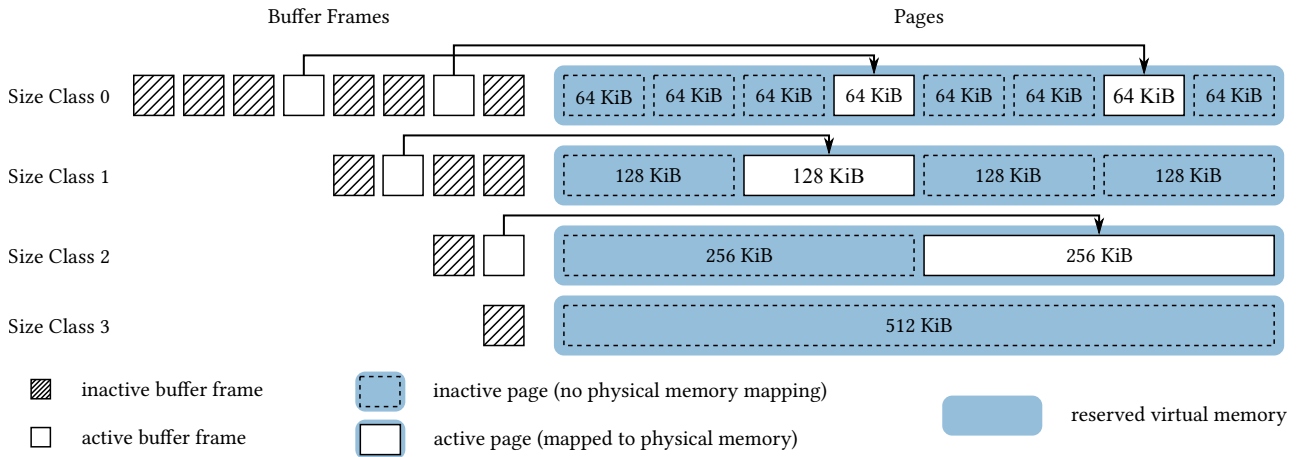 Buffer Frames Pages
Size Class 0 64 KiB 64 KiB 64 KiB 64 KiB 64 KiB 64 KiB 64 KiB 64 KiB
Size Class 1 128 KiB 128 KiB 128 KiB 128 KiB
Size Class 2 256 KiB 256 KiB
Size Class 3 512 KiB
inactive buffer frame inactive page (no physical memory mapping)
reserved virtual memory
active buffer frame active page (mapped to physical memory)